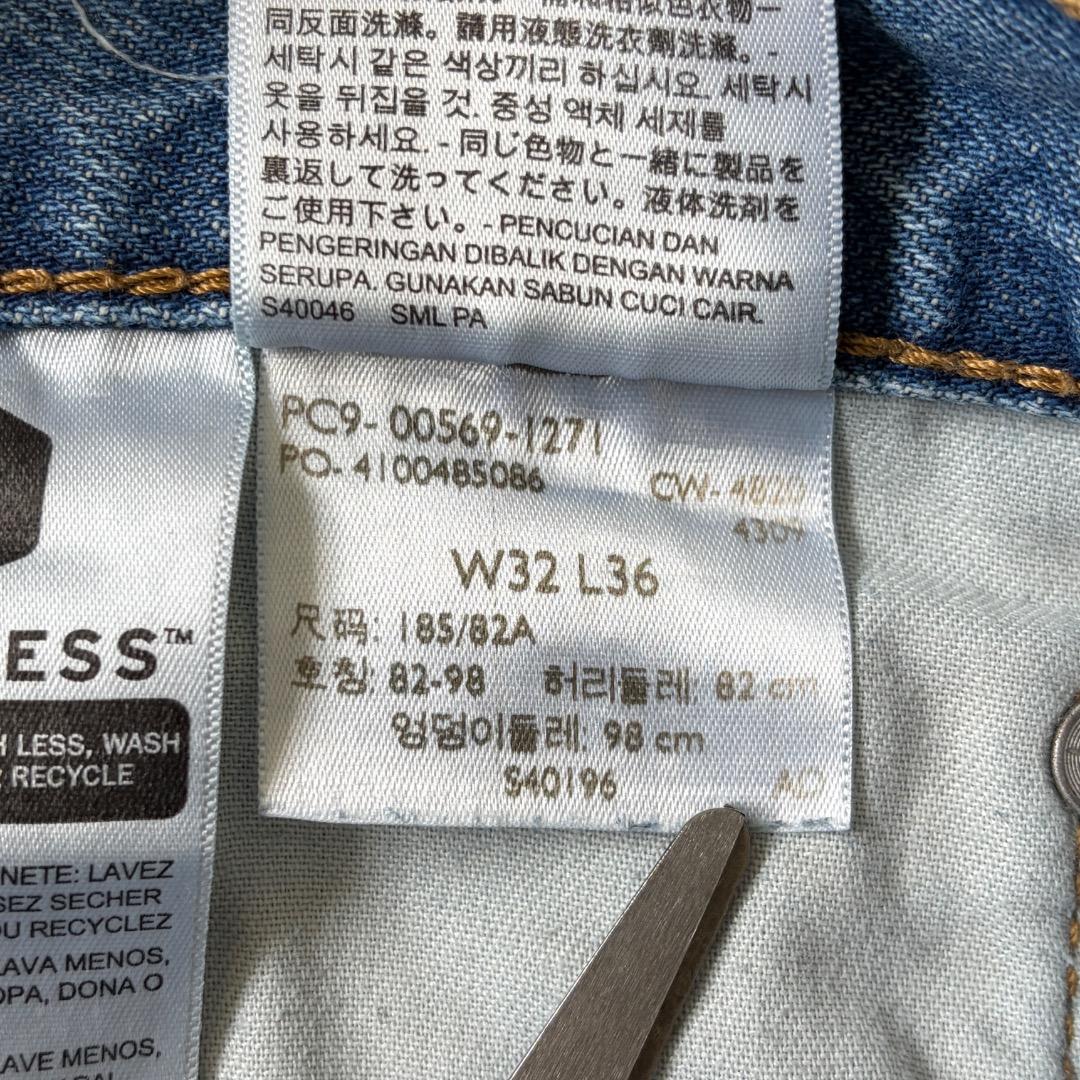 同反面洗滌。請用液態洗衣劑洗滌。-
세탁시 같은 색상끼리 하십시요. 세탁시
옷을 뒤집을 것. 중성 액체 세제를
사용하세요. - 同じ色物と一緒に製品を
裏返して洗ってください。液体洗剤を
ご使用下さい。- PENCUCIAN DAN
PENGERINGAN DIBALIK DENGAN WARNA
SERUPA. GUNAKAN SABUN CUCI CAIR.
S40046 SML PA
PC9- 00569-1271
PO- 4100485086
CW-
4309
W32 L36
尺码: 185/82A
호칭: 82-98 허리둘레: 82 cm
엉덩이둘레: 98 cm
S40196 AC
ESS™
LESS, WASH
RECYCLE
NETE: LAVEZ
SEZ SECHER
OU RECYCLEZ
LAVA MENOS,
OPA, DONA O
AVE MENOS,